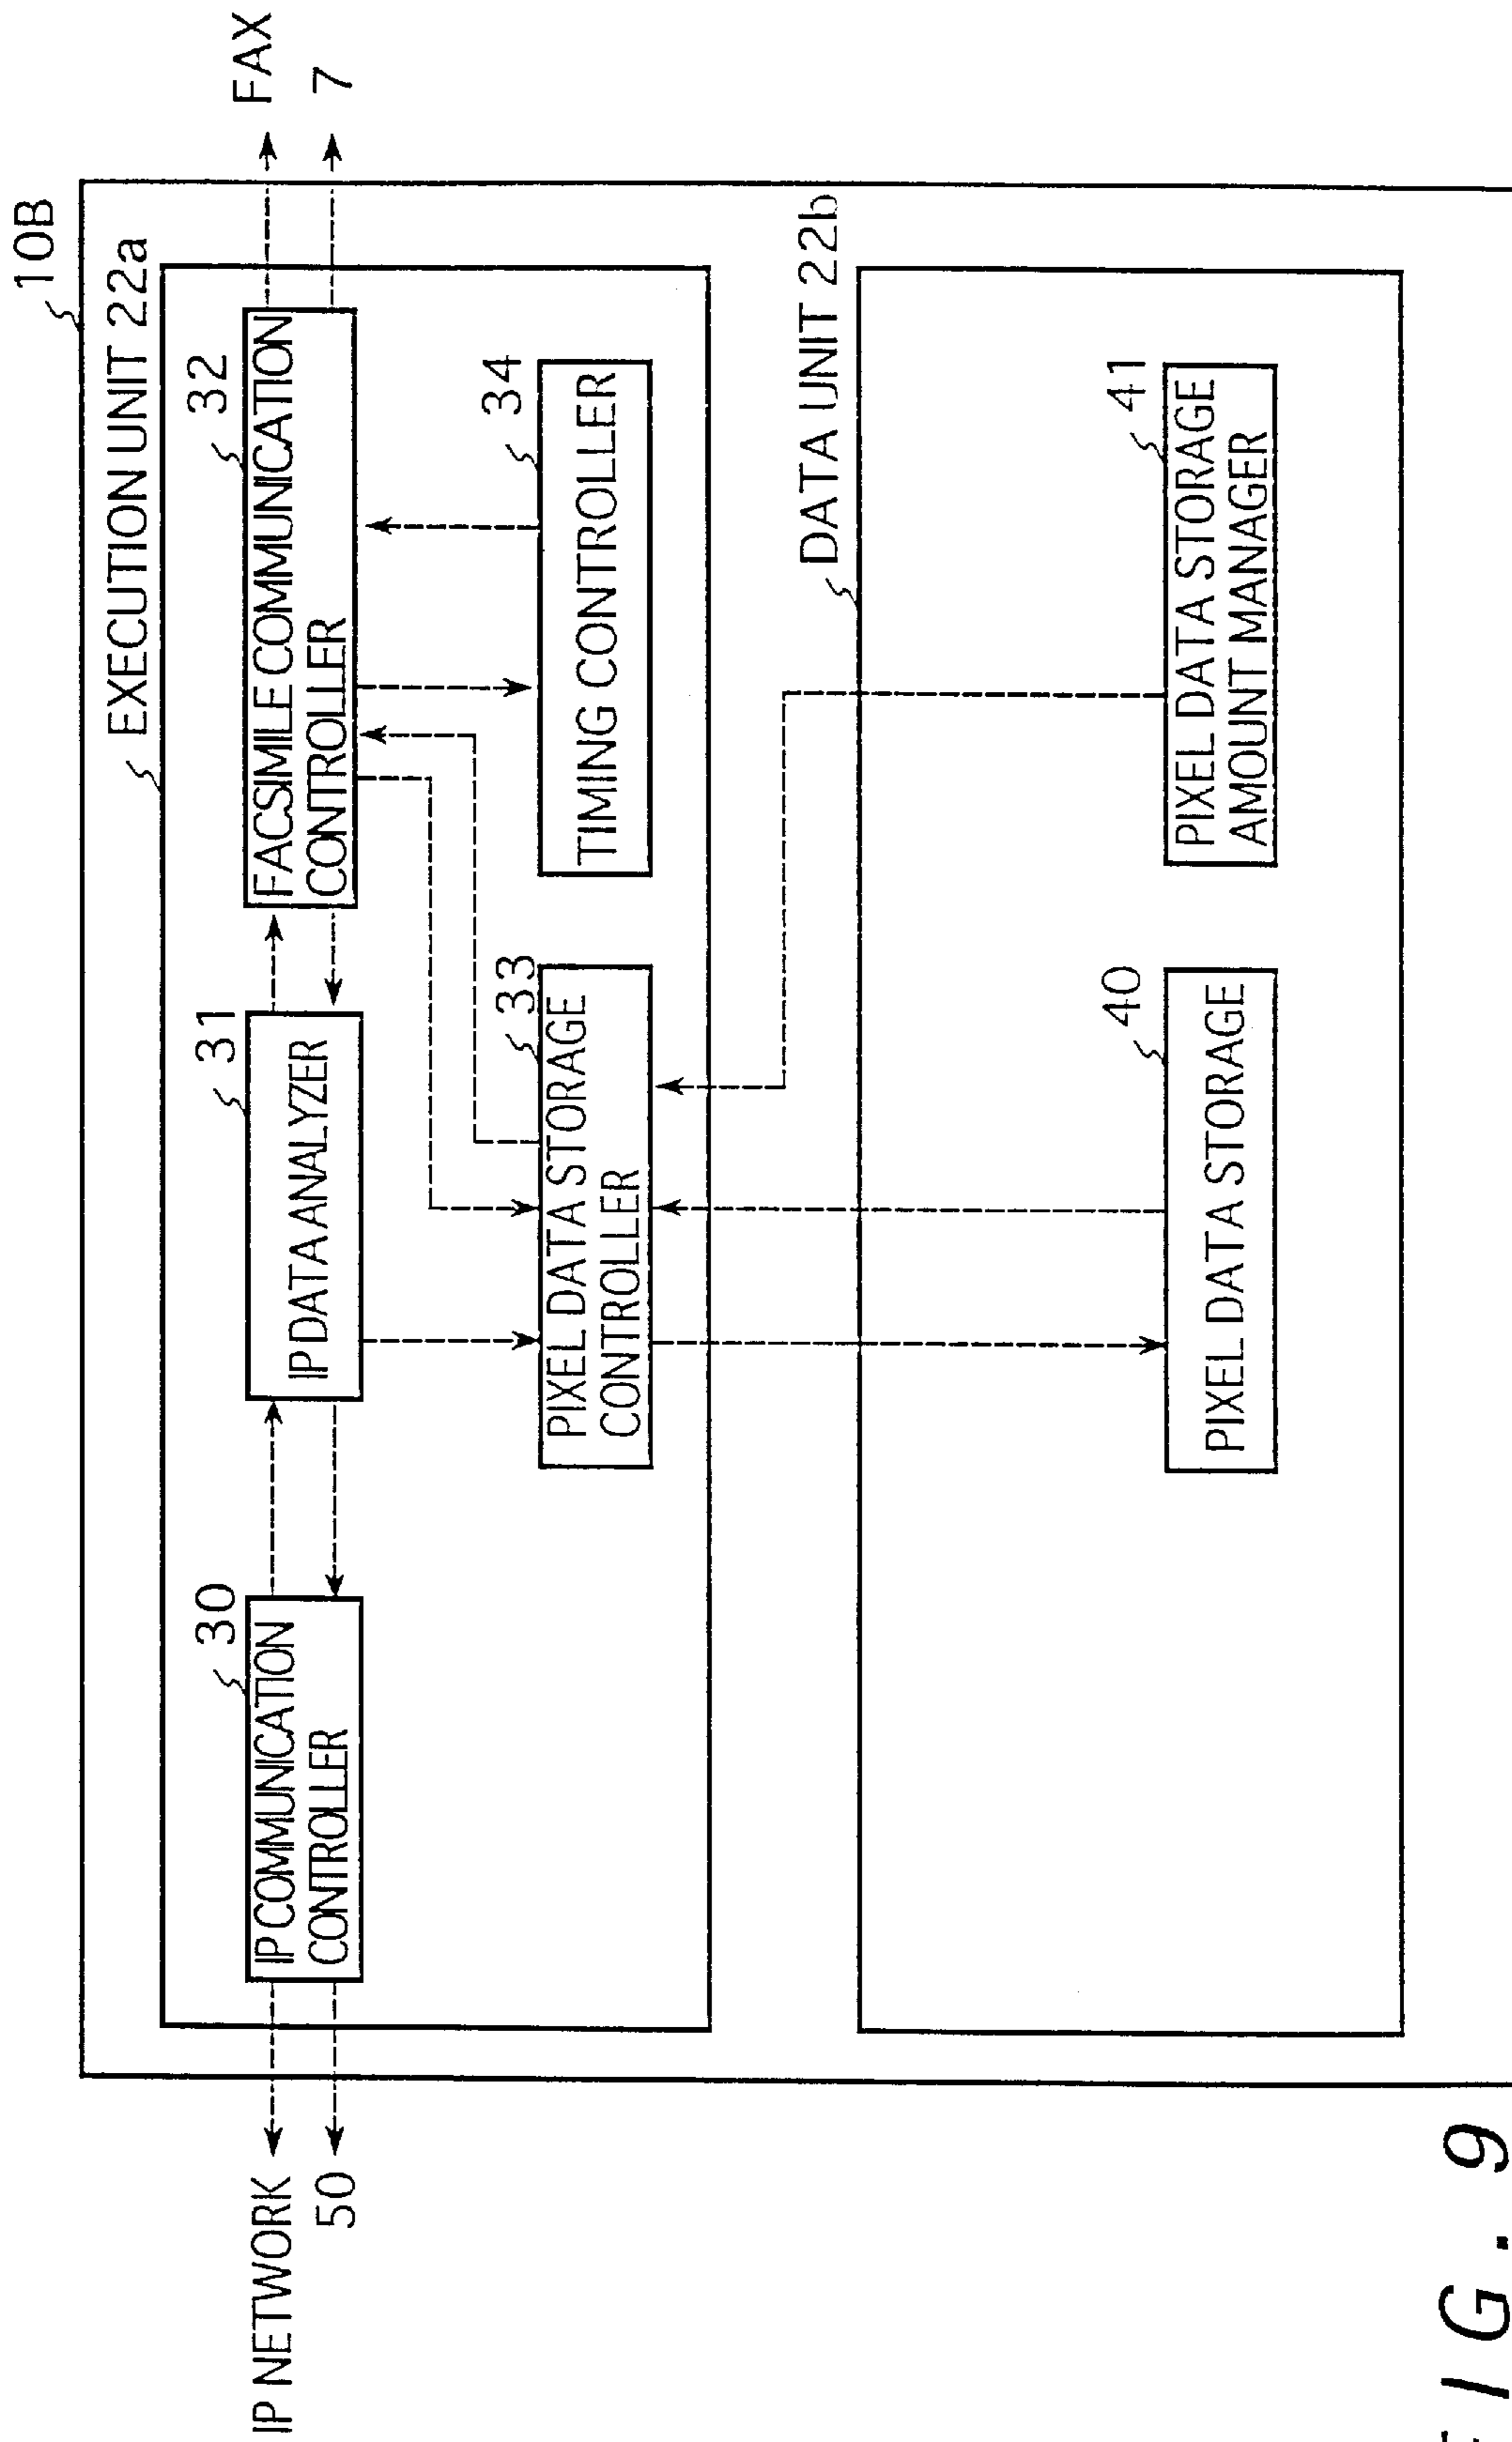 10B
EXECUTION UNIT 22a
IP NETWORK
50
30
IP COMMUNICATION
CONTROLLER
31
IP DATA ANALYZER
32
FACSIMILE COMMUNICATION
CONTROLLER
FAX
7
33
PIXEL DATA STORAGE
CONTROLLER
34
TIMING CONTROLLER
DATA UNIT 22b
40
PIXEL DATA STORAGE
41
PIXEL DATA STORAGE
AMOUNT MANAGER
FIG. 9